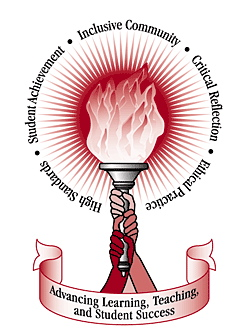 High Standards • Student Achievement • Inclusive Community • Critical Reflection • Ethical Practice
Advancing Learning, Teaching,
and Student Success